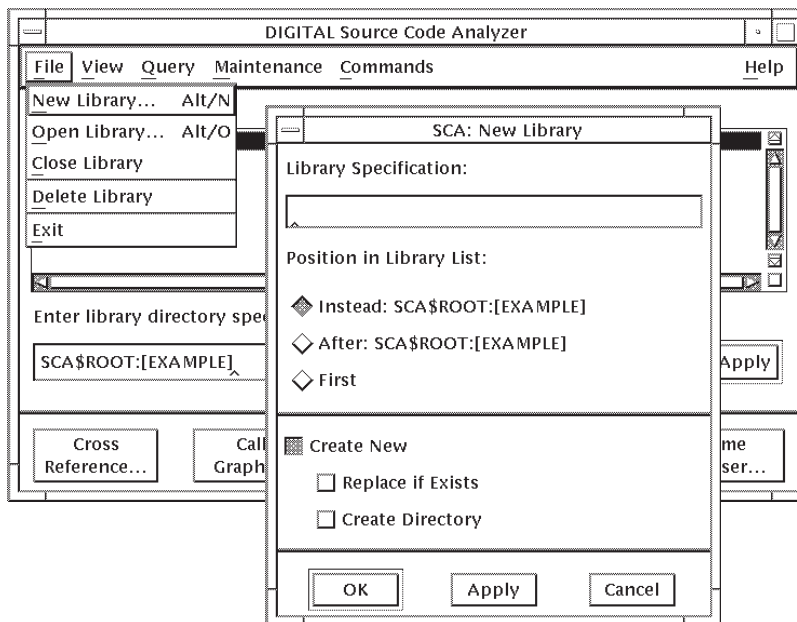 DIGITAL Source Code Analyzer
File View Query Maintenance Commands Help
New Library... Alt/N
Open Library... Alt/O
Close Library
Delete Library
Exit
Enter library directory spe
SCA$ROOT:[EXAMPLE]
Apply
Cross
Reference...
Call
Graph
me
ser...
SCA: New Library
Library Specification:
Position in Library List:
Instead: SCA$ROOT:[EXAMPLE]
After: SCA$ROOT:[EXAMPLE]
First
Create New
Replace if Exists
Create Directory
OK Apply Cancel